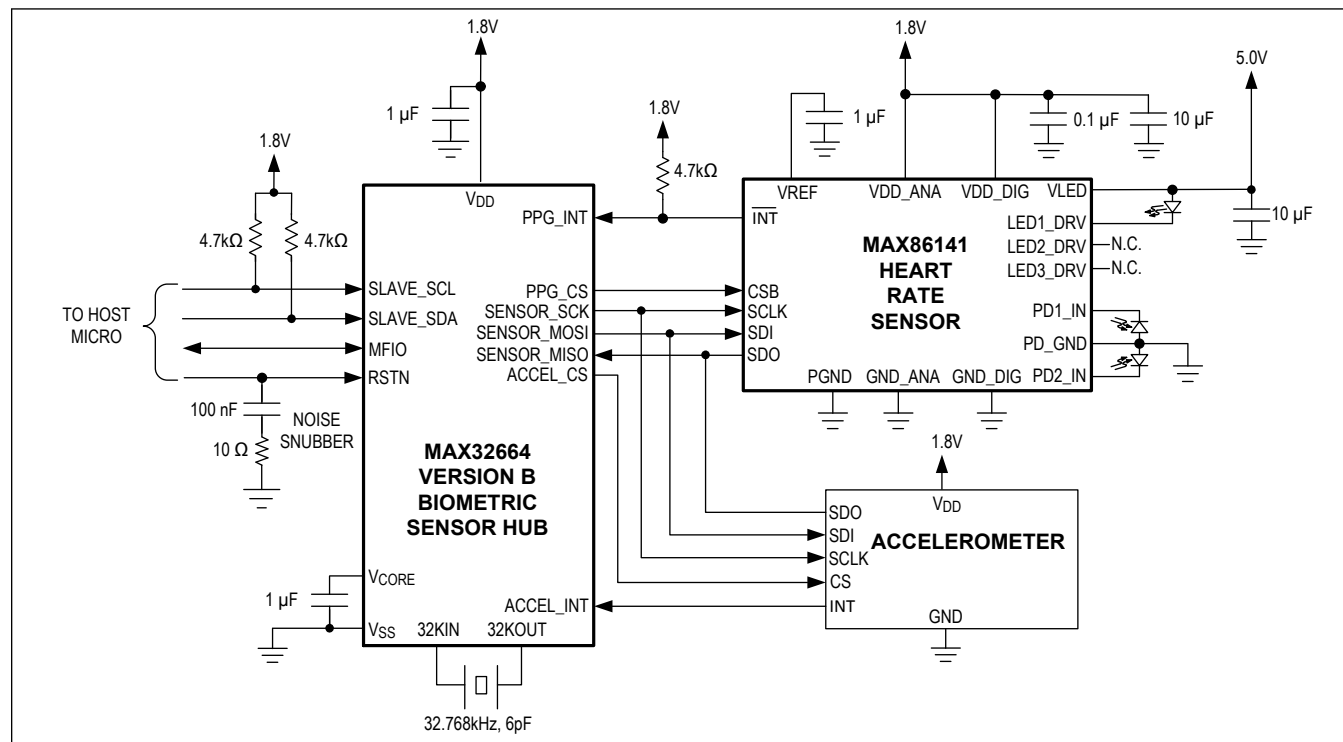 1.8V
1 µF
1.8V
4.7kΩ
4.7kΩ
TO HOST
MICRO
100 nF
10 Ω
NOISE
SNUBBER
VDD
SLAVE_SCL
SLAVE_SDA
MFIO
RSTN
PPG_INT
PPG_CS
SENSOR_SCK
SENSOR_MOSI
SENSOR_MISO
ACCEL_CS
MAX32664
VERSION B
BIOMETRIC
SENSOR HUB
VCORE
1 µF
VSS
32KIN
32KOUT
ACCEL_INT
32.768kHz, 6pF
1.8V
4.7kΩ
1 µF
1.8V
0.1 µF
10 µF
5.0V
10 µF
VREF
VDD_ANA
VDD_DIG
VLED
INT
LED1_DRV
LED2_DRV
N.C.
LED3_DRV
N.C.
MAX86141
HEART
RATE
SENSOR
CSB
SCLK
SDI
SDO
PD1_IN
PD_GND
PD2_IN
PGND
GND_ANA
GND_DIG
1.8V
VDD
SDO
SDI
SCLK
CS
INT
ACCELEROMETER
GND